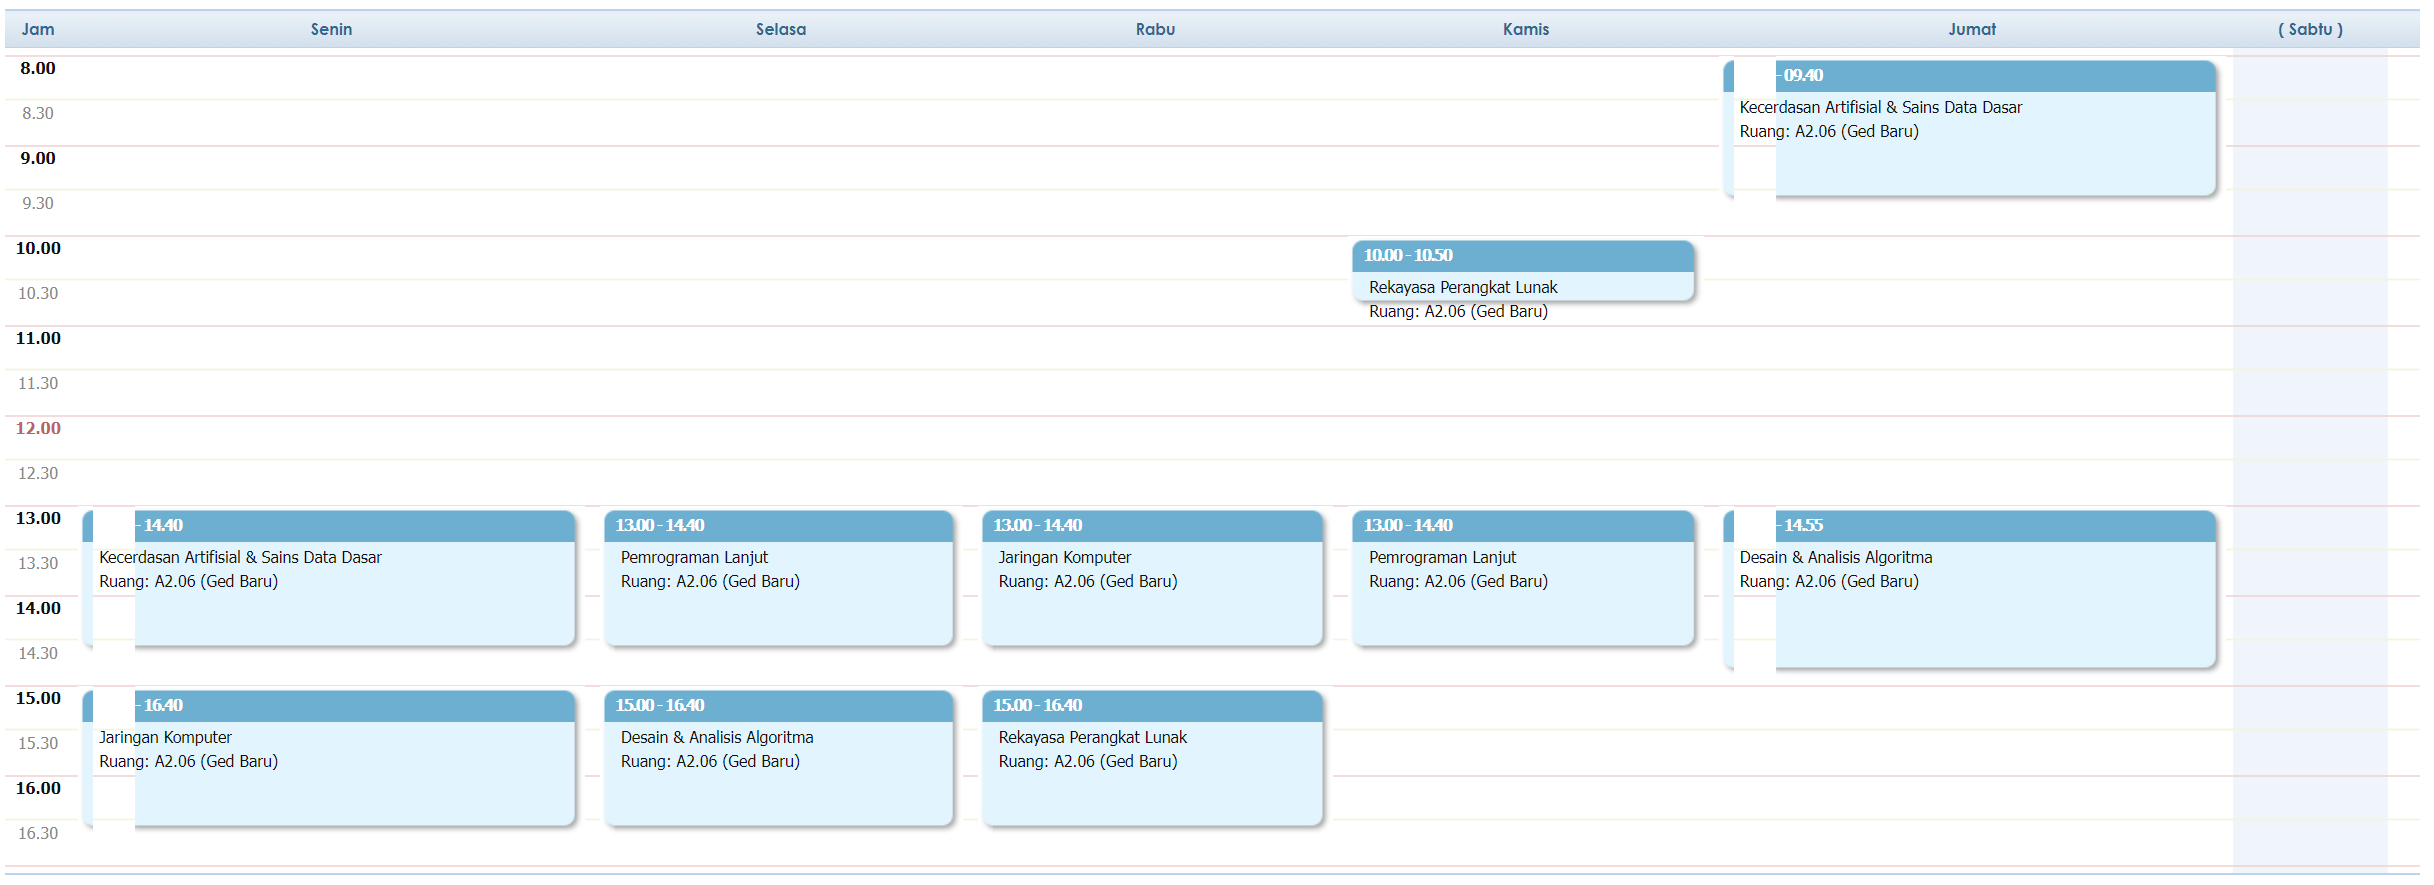 Jam Senin Selasa Rabu Kamis Jumat ( Sabtu )
8.00
- 09.40
Kecerdasan Artifisial & Sains Data Dasar
Ruang: A2.06 (Ged Baru)
8.30
9.00
9.30
10.00
10.00 - 10.50
Rekayasa Perangkat Lunak
Ruang: A2.06 (Ged Baru)
10.30
11.00
11.30
12.00
12.30
13.00
- 14.40
Kecerdasan Artifisial & Sains Data Dasar
Ruang: A2.06 (Ged Baru)
13.00 - 14.40
Pemrograman Lanjut
Ruang: A2.06 (Ged Baru)
13.00 - 14.40
Jaringan Komputer
Ruang: A2.06 (Ged Baru)
13.00 - 14.40
Pemrograman Lanjut
Ruang: A2.06 (Ged Baru)
- 14.55
Desain & Analisis Algoritma
Ruang: A2.06 (Ged Baru)
13.30
14.00
14.30
15.00
- 16.40
Jaringan Komputer
Ruang: A2.06 (Ged Baru)
15.00 - 16.40
Desain & Analisis Algoritma
Ruang: A2.06 (Ged Baru)
15.00 - 16.40
Rekayasa Perangkat Lunak
Ruang: A2.06 (Ged Baru)
15.30
16.00
16.30